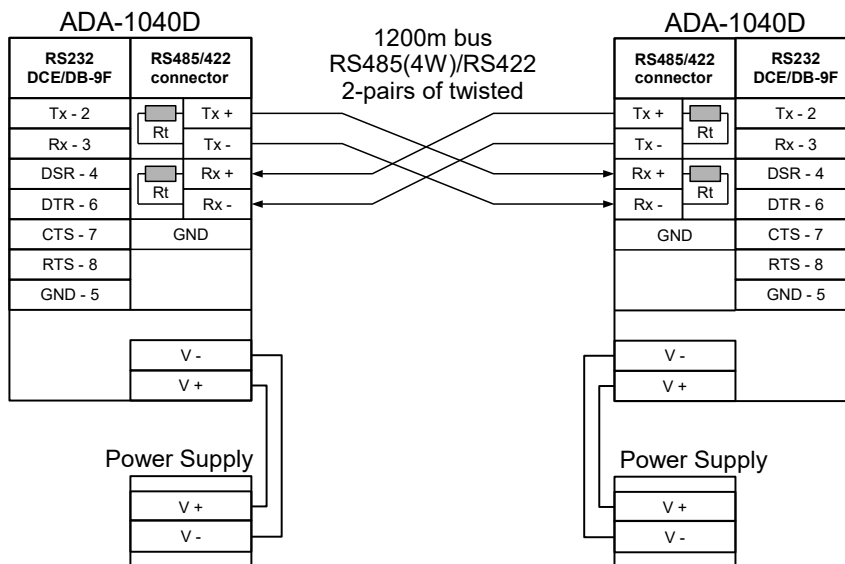 ADA-1040D
RS232
DCE/DB-9F
RS485/422
connector
Tx - 2
Rt
Tx +
Rx - 3
Tx -
DSR - 4
Rt
Rx +
DTR - 6
Rx -
CTS - 7
GND
RTS - 8
GND - 5
V -
V +
Power Supply
V +
V -
1200m bus
RS485(4W)/RS422
2-pairs of twisted
ADA-1040D
RS485/422
connector
RS232
DCE/DB-9F
Tx +
Rt
Tx - 2
Tx -
Rx - 3
Rx +
Rt
DSR - 4
Rx -
DTR - 6
GND
CTS - 7
RTS - 8
GND - 5
V -
V +
Power Supply
V +
V -